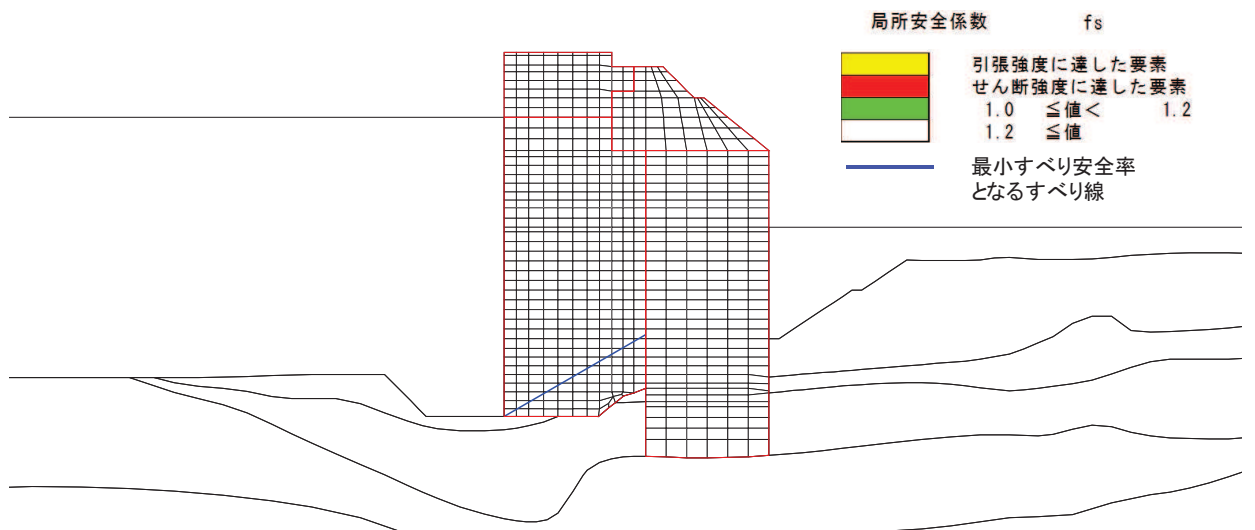 局所安全係数 fs
引張強度に達した要素
せん断強度に達した要素
1.0 ≦値< 1.2
1.2 ≦値
最小すべり安全率
となるすべり線